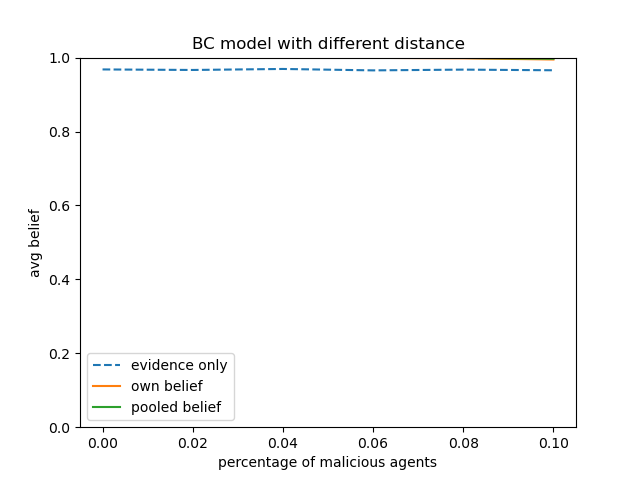 BC model with different distance
1.0
0.8
0.6
0.4
0.2
0.0
avg belief
evidence only
own belief
pooled belief
0.00 0.02 0.04 0.06 0.08 0.10
percentage of malicious agents